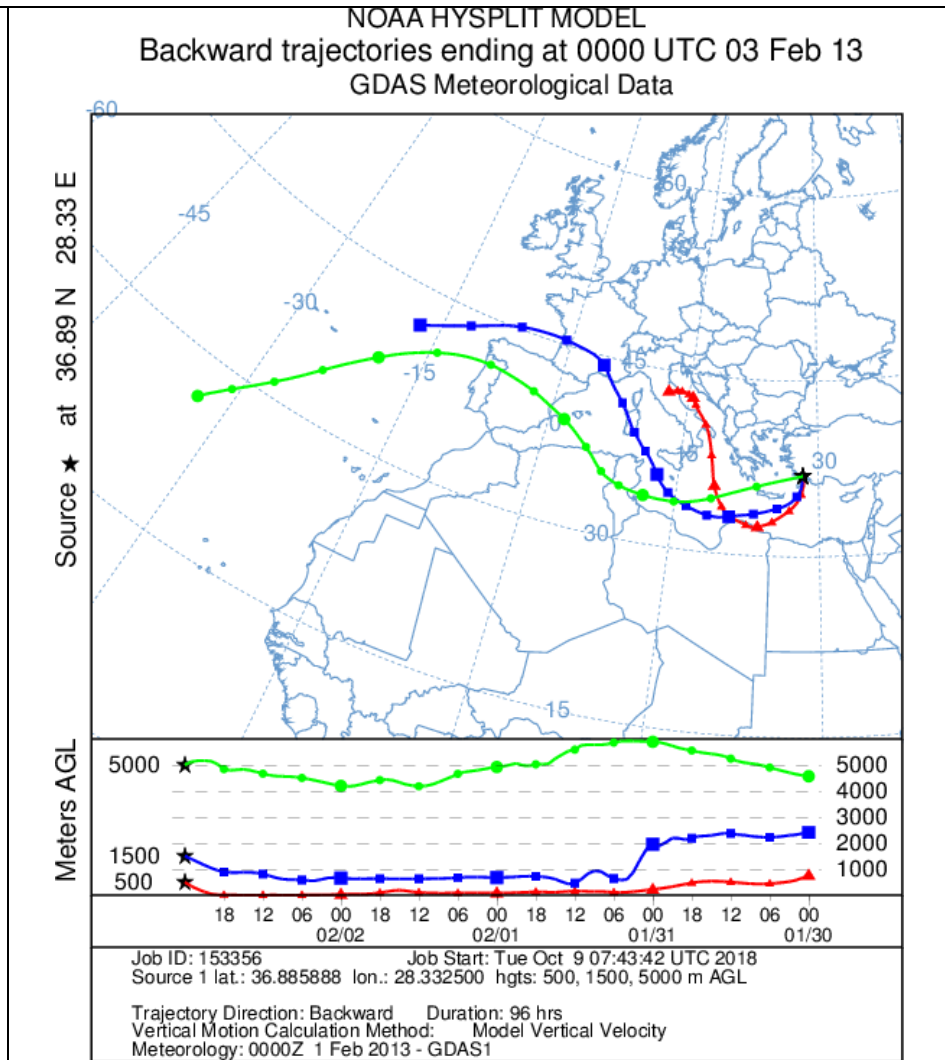 NOAA HYSPLIT MODEL
Backward trajectories ending at 0000 UTC 03 Feb 13
GDAS Meteorological Data
Source ★ at 36.89 N 28.33 E
-60
-45
-30
-15
0
15
30
45
60
0
15
30
15
Meters AGL
5000
1500
500
5000
4000
3000
2000
1000
18 12 06 00 18 12 06 00 18 12 06 00 18 12 06 00
02/02 02/01 01/31 01/30
Job ID: 153356 Job Start: Tue Oct 9 07:43:42 UTC 2018
Source 1 lat.: 36.885888 lon.: 28.332500 hgts: 500, 1500, 5000 m AGL
Trajectory Direction: Backward Duration: 96 hrs
Vertical Motion Calculation Method: Model Vertical Velocity
Meteorology: 0000Z 1 Feb 2013 - GDAS1